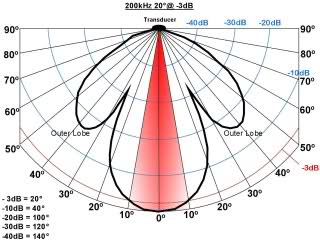 200kHz 20°@ -3dB
Transducer
-40dB -30dB -20dB
90° 90°
80° 80°
-10dB
70° 70°
60° 60°
Outer Lobe Outer Lobe
50° 50°
-3dB
40° 40°
30° 30°
20° 20°
10° 0° 10°
- 3dB = 20°
-10dB = 40°
-20dB = 100°
-30dB = 120°
-40dB = 140°